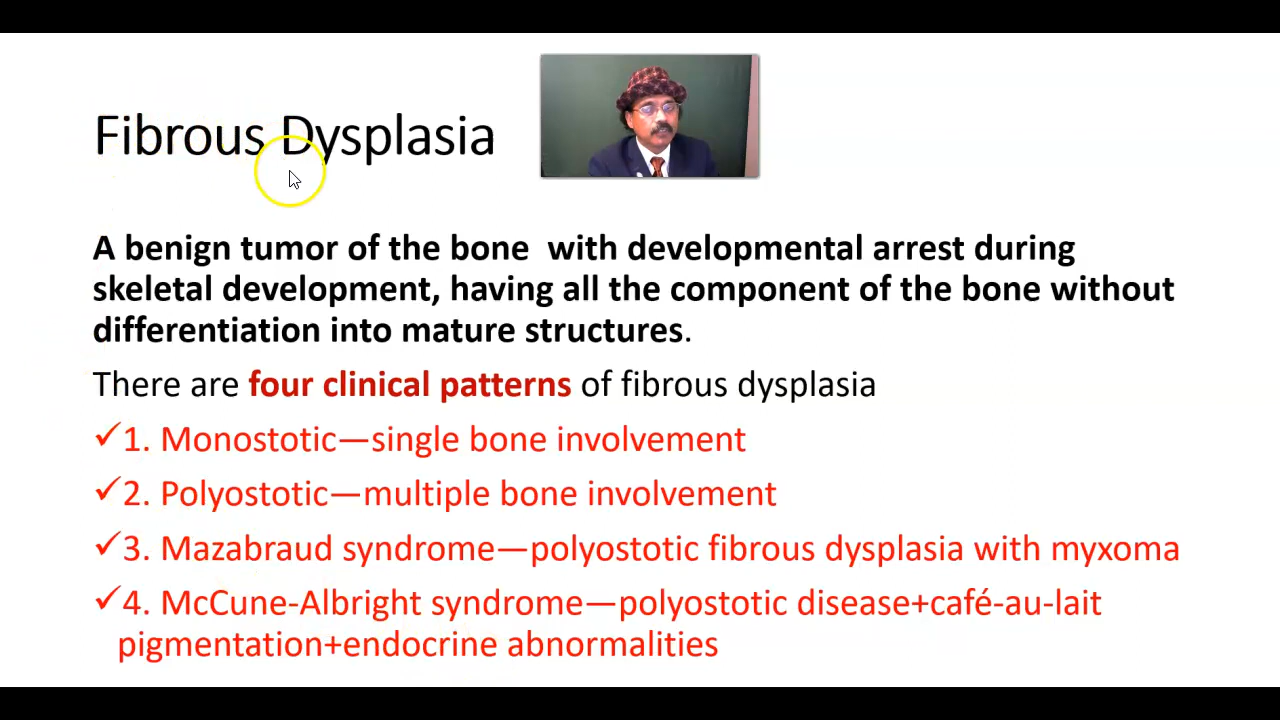 Fibrous Dysplasia
A benign tumor of the bone with developmental arrest during
skeletal development, having all the component of the bone without
differentiation into mature structures.
There are four clinical patterns of fibrous dysplasia
✓1. Monostotic—single bone involvement
✓2. Polyostotic—multiple bone involvement
✓3. Mazabraud syndrome—polyostotic fibrous dysplasia with myxoma
✓4. McCune-Albright syndrome—polyostotic disease+café-au-lait
pigmentation+endocrine abnormalities